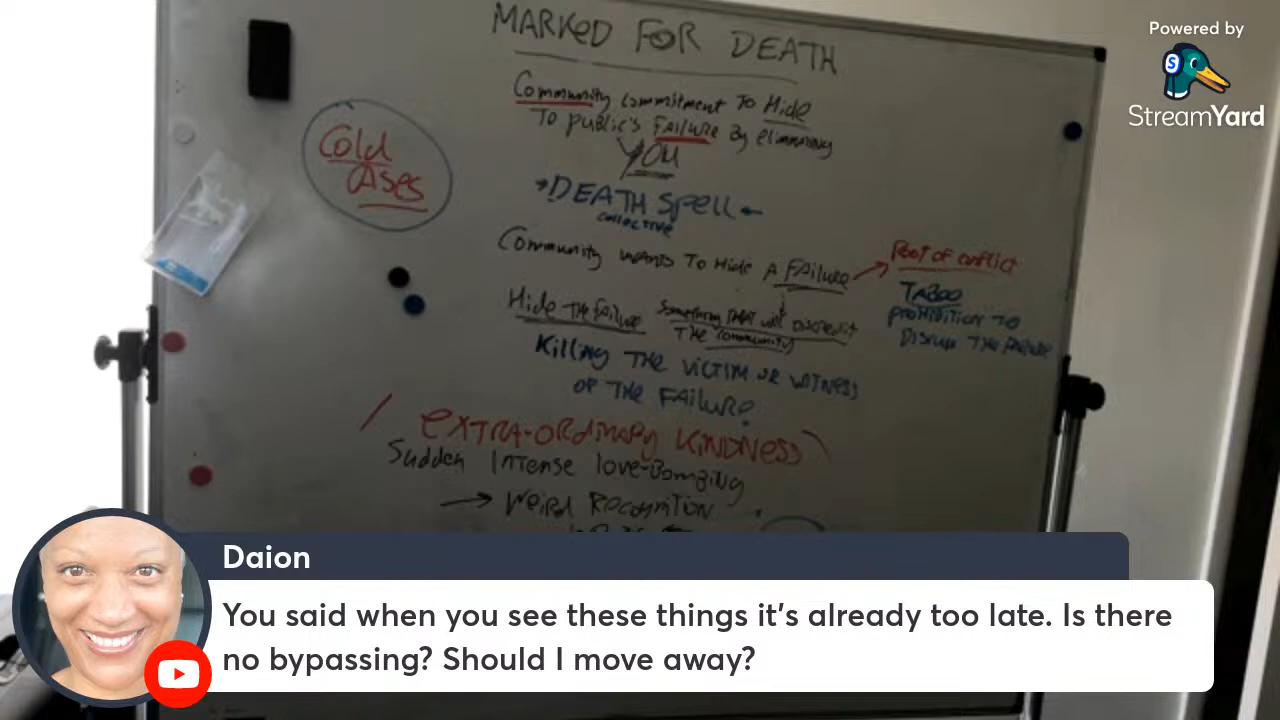 Powered by
StreamYard
MARKED FOR DEATH
Community commitment To Hide
To public's FAILURE By elimining
YOU
DEATH Spell
collective
Cold
Ases
Community wants To Hide A FAILURE
Root of conflict
TABOO
PROHIBITION TO
THE FAILURE
Hide THE FAILURE
Something THAT will DISCREDIT
THE community
Killing THE VICTIM or WITNESS
OF THE FAILURE
EXTRA-ORDINARY KINDNESS
Sudden Intense love-Bombing
Weird Recognition
Daion
You said when you see these things it's already too late. Is there
no bypassing? Should I move away?